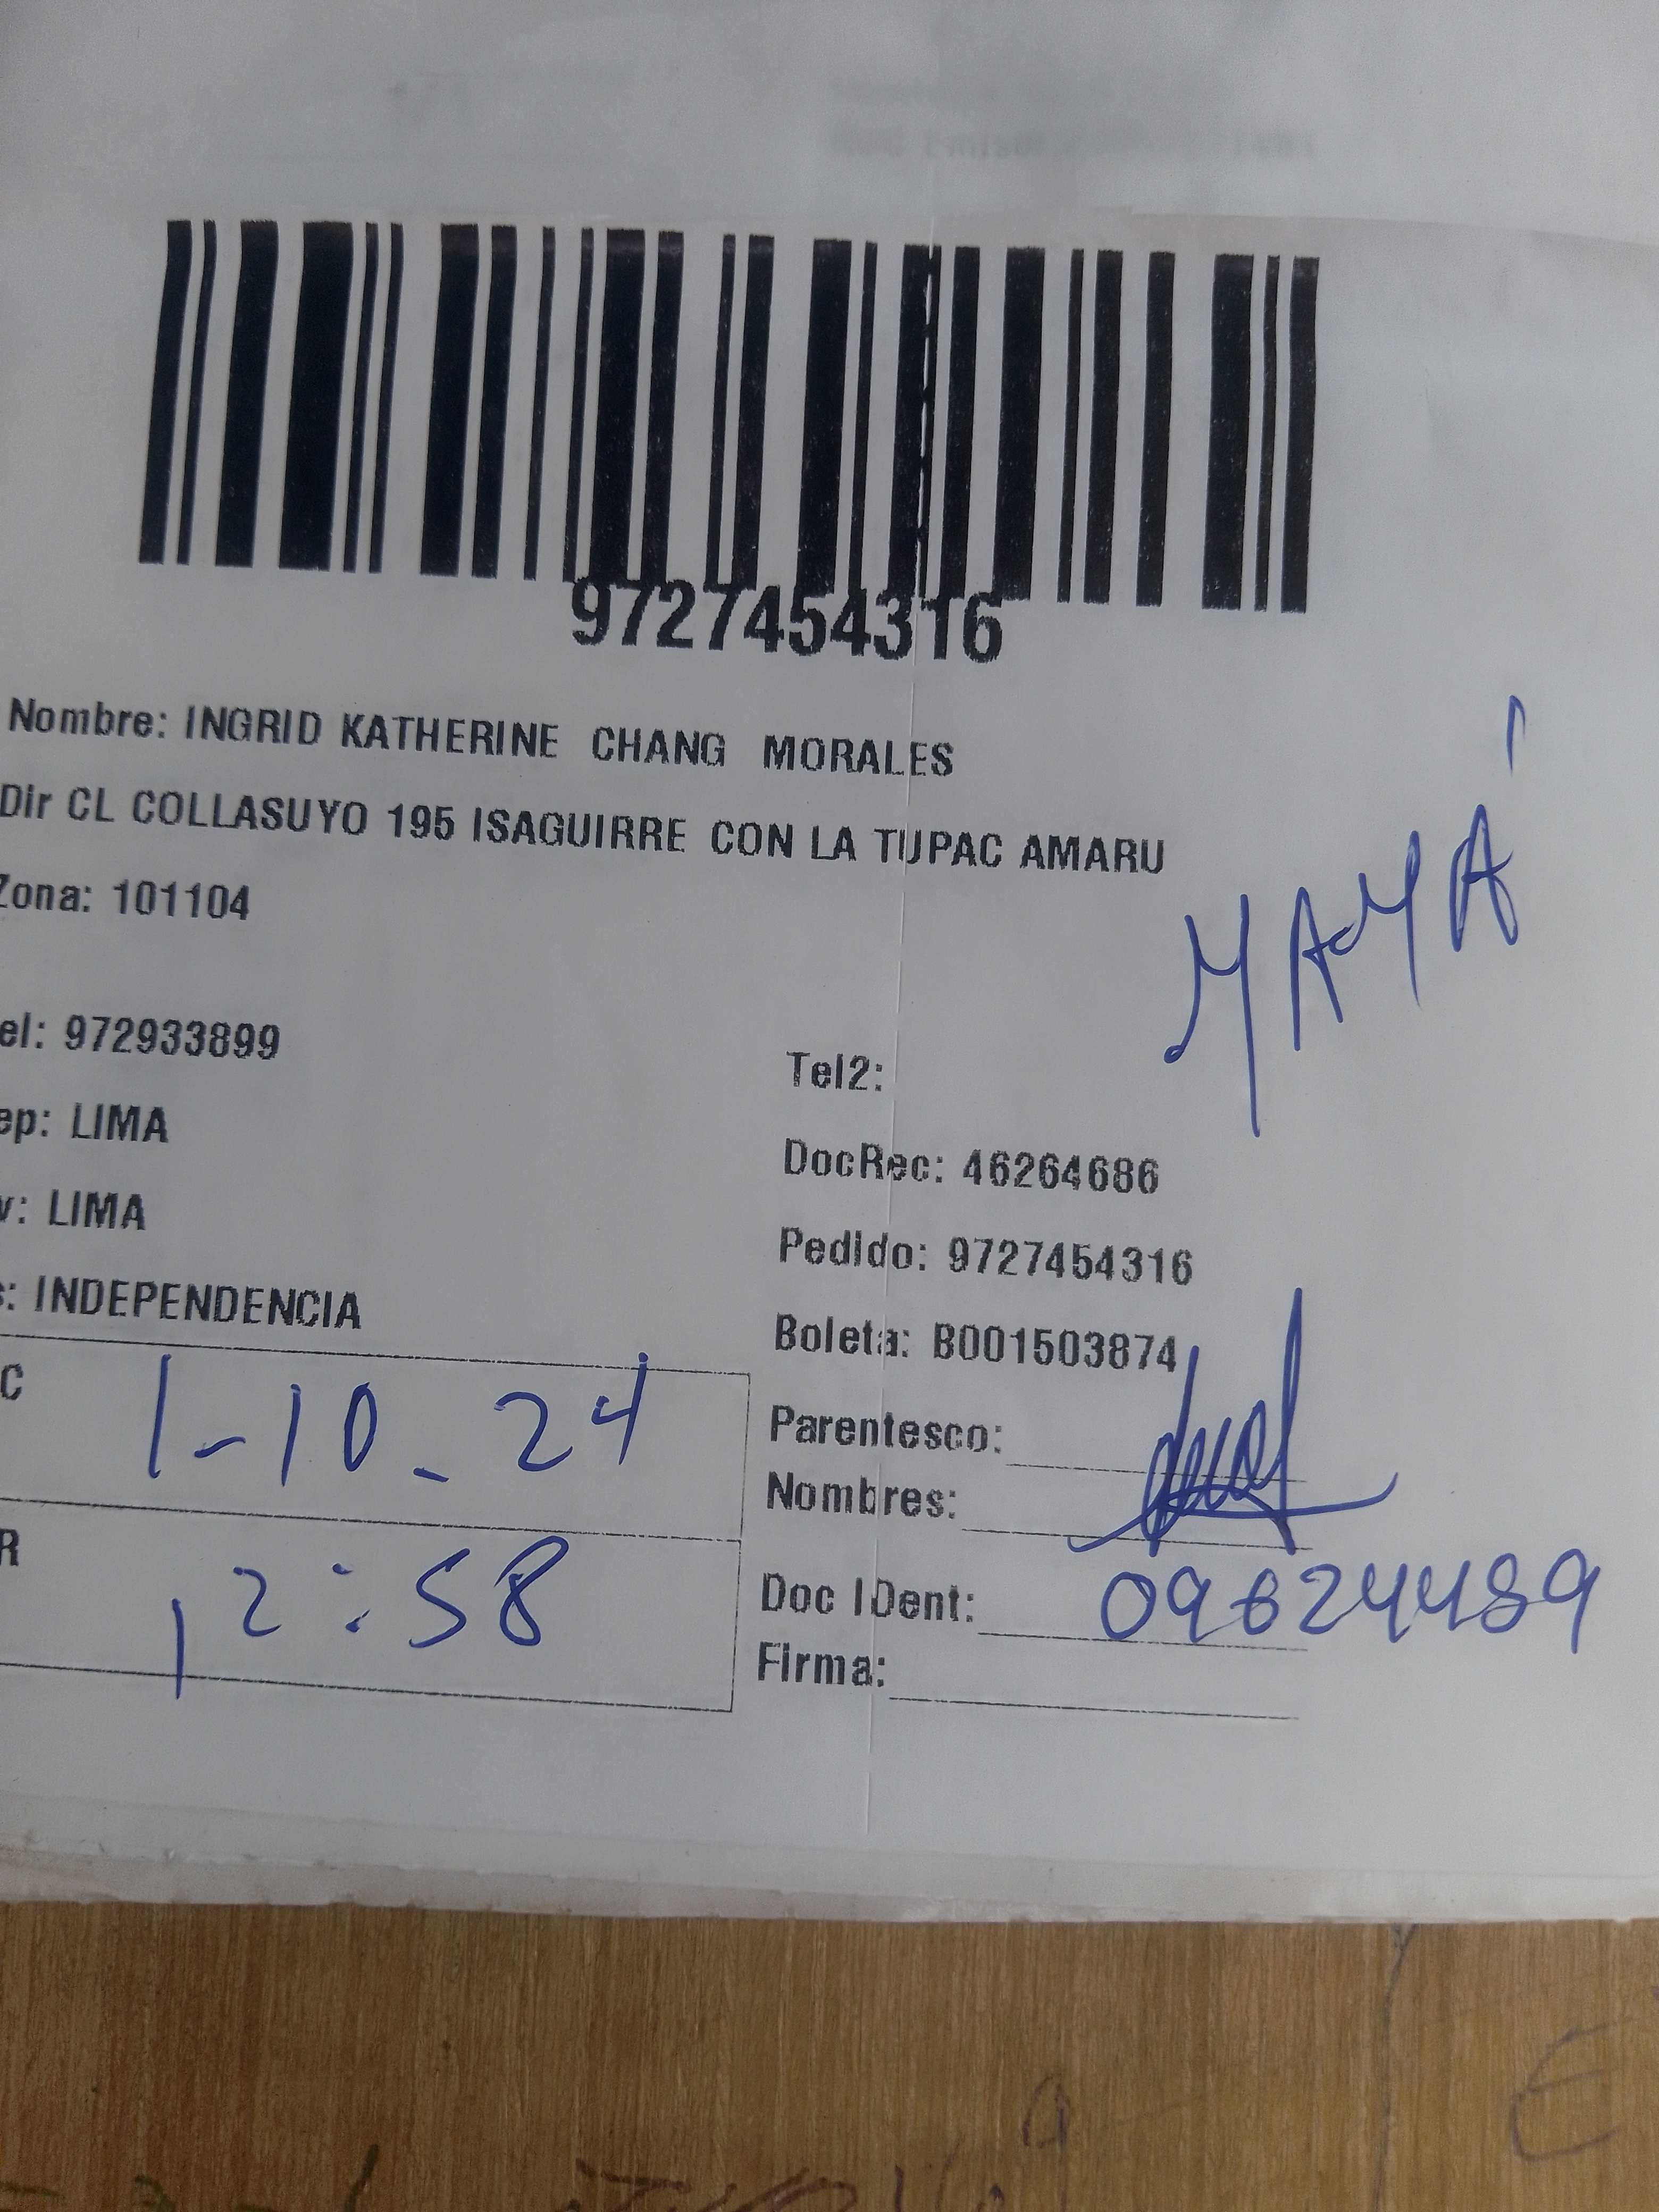 9727454316
Nombre: INGRID KATHERINE CHANG MORALES
Dir CL COLLASUYO 195 ISAGUIRRE CON LA TUPAC AMARU
Zona: 101104
MAMÁ
el: 972933899
Tel2:
ep: LIMA
DocRec: 46264686
v: LIMA
Pedido: 9727454316
s: INDEPENDENCIA
Boleta: B001503874
C 1-10-24
Parentesco:
Nombres:
R 12:58
Doc IDent: 09624489
Firma: